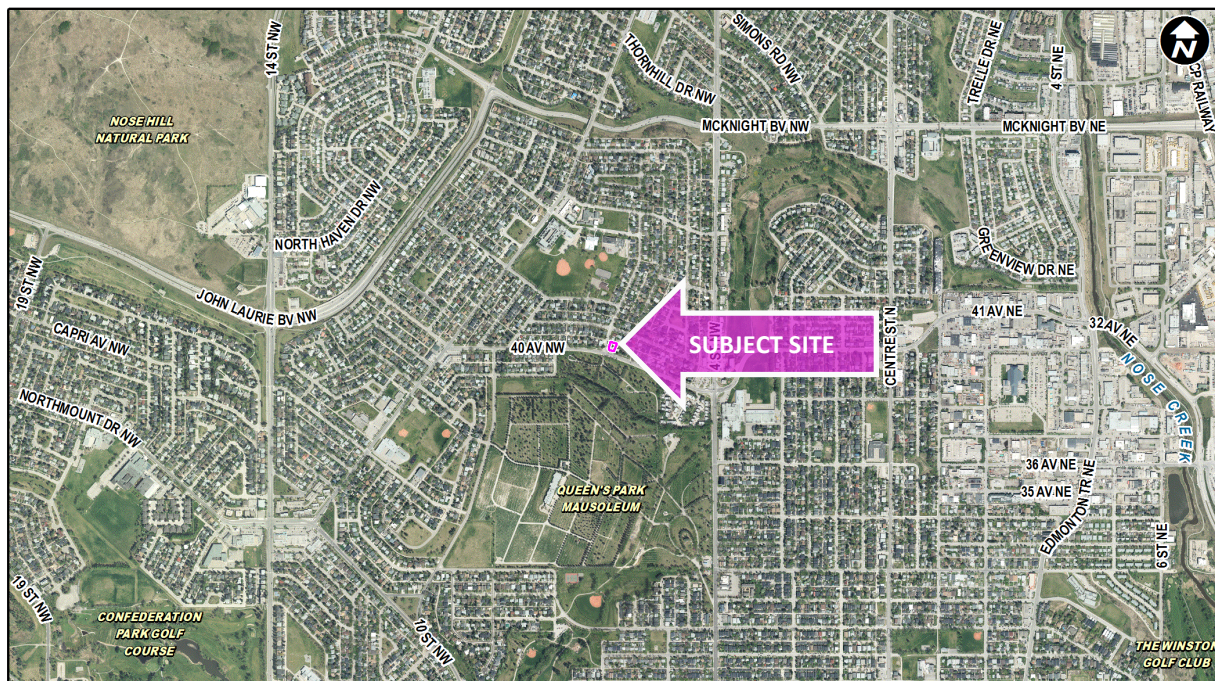 14 ST NW
THORNHILL DR NW
SIMONS RD NW
TRELLE DR NE
4 ST NE
N
CP RAILWAY
NOSE HILL
NATURAL PARK
MCKNIGHT BV NW
MCKNIGHT BV NE
NORTH HAVEN DR NW
GREENVIEW DR NE
19 ST NW
JOHN LAURIE BV NW
CAPRI AV NW
40 AV NW
SUBJECT SITE
4 ST NW
CENTRE ST N
41 AV NE
32 AV NE
NOSE CREEK
NORTHMOUNT DR NW
36 AV NE
35 AV NE
QUEEN'S PARK
MAUSOLEUM
EDMONTON TR NE
6 ST NE
19 ST NW
CONFEDERATION
PARK GOLF
COURSE
10 ST NW
THE WINSTON
GOLF CLUB